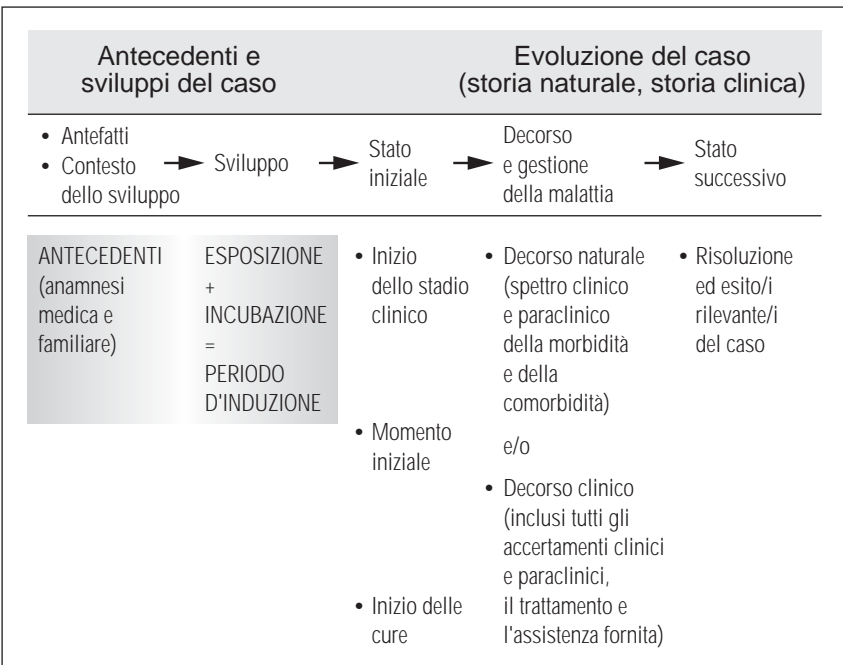 Antecedenti e
sviluppi del caso
Evoluzione del caso
(storia naturale, storia clinica)
• Antefatti
• Contesto
dello sviluppo
Sviluppo
Stato
iniziale
Decorso
e gestione
della malattia
Stato
successivo
ANTECEDENTI
(anamnesi
medica e
familiare)
ESPOSIZIONE
+
INCUBAZIONE
=
PERIODO
D'INDUZIONE
• Inizio
dello stadio
clinico
• Momento
iniziale
• Inizio delle
cure
• Decorso naturale
(spettro clinico
e paraclinico
della morbidità
e della
comorbidità)
e/o
• Decorso clinico
(inclusi tutti gli
accertamenti clinici
e paraclinici,
il trattamento e
l'assistenza fornita)
• Risoluzione
ed esito/i
rilevante/i
del caso